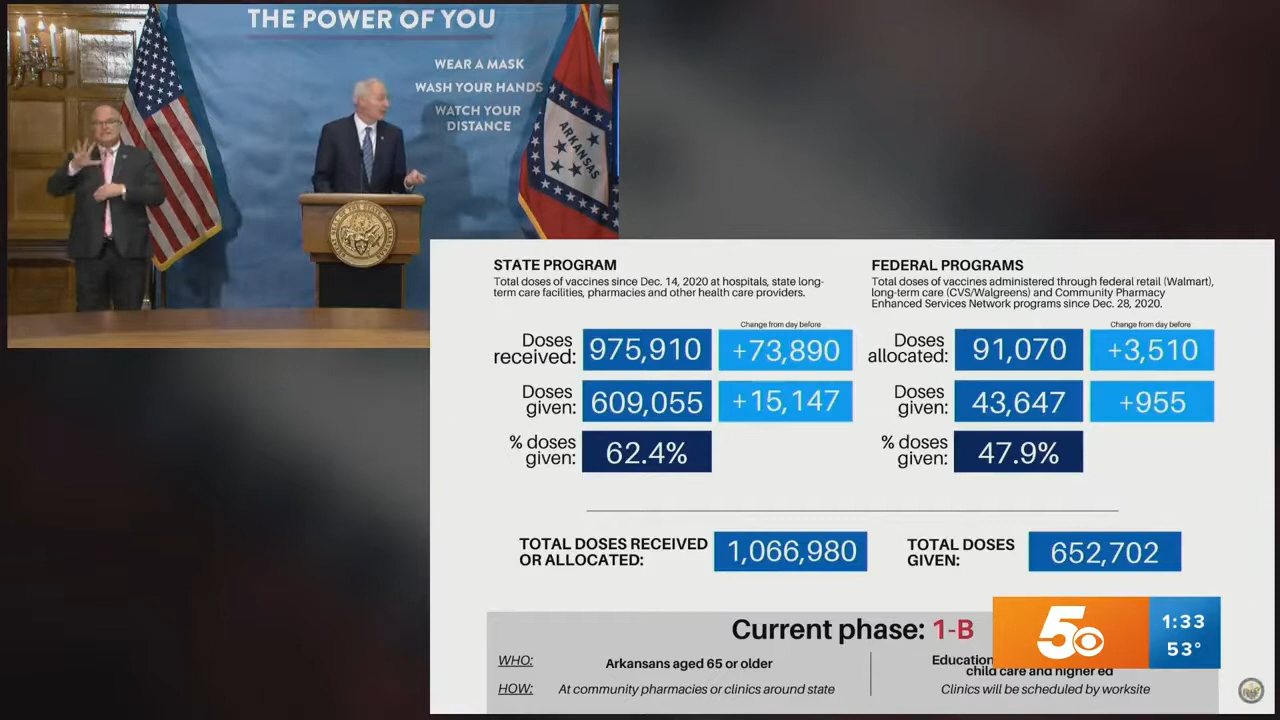 THE POWER OF YOU
WEAR A MASK
WASH YOUR HANDS
WATCH YOUR
DISTANCE
ARKANSAS
STATE PROGRAM
Total doses of vaccines since Dec. 14, 2020 at hospitals, state long-
term care facilities, pharmacies and other health care providers.
Change from day before
Doses
received:
975,910
+73,890
Doses
given:
609,055
+15,147
% doses
given:
62.4%
FEDERAL PROGRAMS
Total doses of vaccines administered through federal retail (Walmart),
long-term care (CVS/Walgreens) and Community Pharmacy
Enhanced Services Network programs since Dec. 28, 2020.
Change from day before
Doses
allocated:
91,070
+3,510
Doses
given:
43,647
+955
% doses
given:
47.9%
TOTAL DOSES RECEIVED
OR ALLOCATED:
1,066,980
TOTAL DOSES
GIVEN:
652,702
Current phase: 1-B
WHO:
Arkansans aged 65 or older
Education
child care and higher ed
HOW:
At community pharmacies or clinics around state
Clinics will be scheduled by worksite
5
1:33
53°